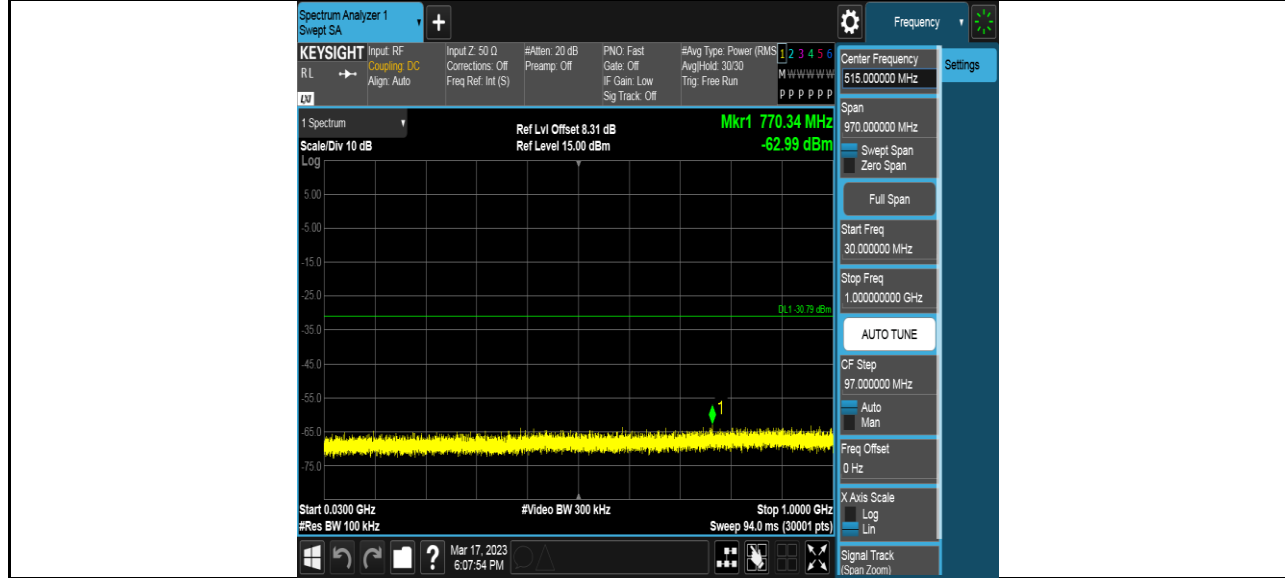 Spectrum Analyzer 1
Swept SA
Frequency
KEYSIGHT
RL
LXI
Input: RF
Coupling: DC
Align: Auto
Input Z: 50 Ω
Corrections: Off
Freq Ref: Int (S)
#Atten: 20 dB
Preamp: Off
PNO: Fast
Gate: Off
IF Gain: Low
Sig Track: Off
#Avg Type: Power (RMS
Avg|Hold: 30/30
Trig: Free Run
1 2 3 4 5 6
M W W W W W
P P P P P P
1 Spectrum
Scale/Div 10 dB
Ref Lvl Offset 8.31 dB
Ref Level 15.00 dBm
Mkr1 770.34 MHz
-62.99 dBm
Log
5.00
-5.00
-15.0
-25.0
DL1 -30.79 dBm
-35.0
-45.0
-55.0
1
-65.0
-75.0
Start 0.0300 GHz
#Video BW 300 kHz
Stop 1.0000 GHz
#Res BW 100 kHz
Sweep 94.0 ms (30001 pts)
?
Mar 17, 2023
6:07:54 PM
Center Frequency
515.000000 MHz
Settings
Span
970.000000 MHz
Swept Span
Zero Span
Full Span
Start Freq
30.000000 MHz
Stop Freq
1.000000000 GHz
AUTO TUNE
CF Step
97.000000 MHz
Auto
Man
Freq Offset
0 Hz
X Axis Scale
Log
Lin
Signal Track
(Span Zoom)